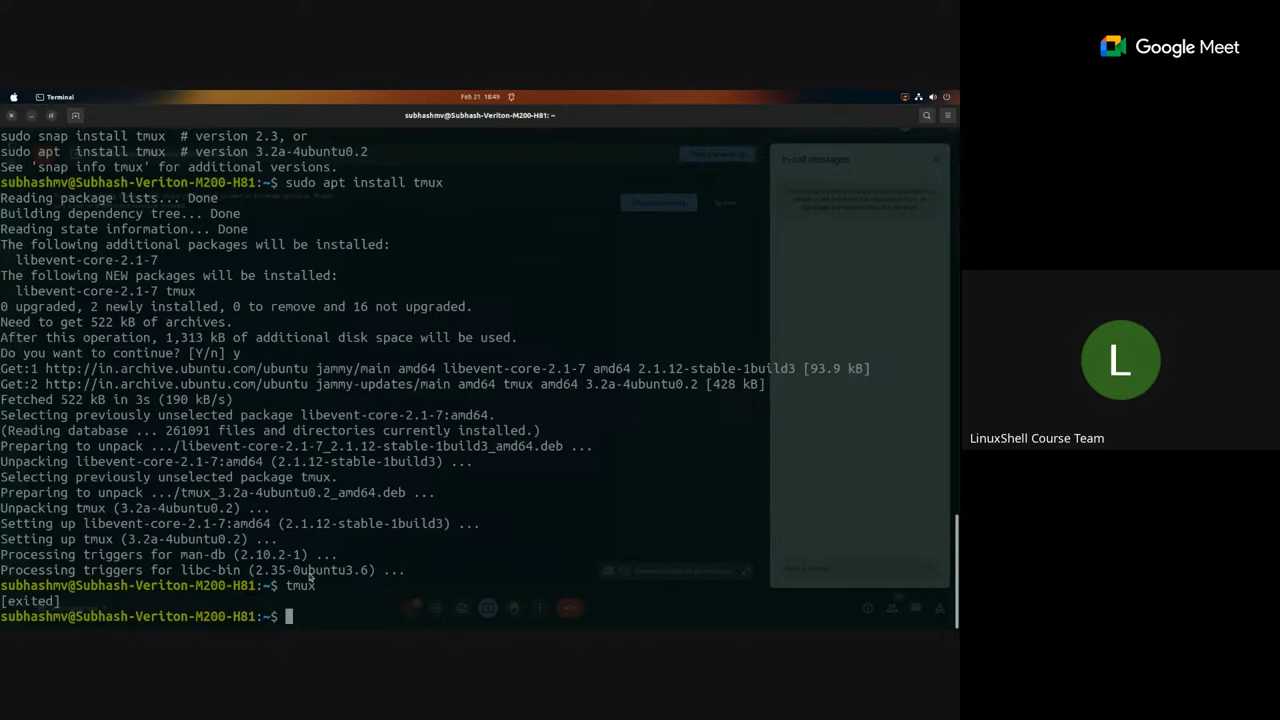 Google Meet
Terminal
Feb 21 18:49
subhashmv@Subhash-Veriton-M200-H81: ~
sudo snap install tmux  # version 2.3, or
sudo apt  install tmux  # version 3.2a-4ubuntu0.2
See 'snap info tmux' for additional versions.
subhashmv@Subhash-Veriton-M200-H81:~$ sudo apt install tmux
Reading package lists... Done
Building dependency tree... Done
Reading state information... Done
The following additional packages will be installed:
  libevent-core-2.1-7
The following NEW packages will be installed:
  libevent-core-2.1-7 tmux
0 upgraded, 2 newly installed, 0 to remove and 16 not upgraded.
Need to get 522 kB of archives.
After this operation, 1,313 kB of additional disk space will be used.
Do you want to continue? [Y/n] y
Get:1 http://in.archive.ubuntu.com/ubuntu jammy/main amd64 libevent-core-2.1-7 amd64 2.1.12-stable-1build3 [93.9 kB]
Get:2 http://in.archive.ubuntu.com/ubuntu jammy-updates/main amd64 tmux amd64 3.2a-4ubuntu0.2 [428 kB]
Fetched 522 kB in 3s (190 kB/s)
Selecting previously unselected package libevent-core-2.1-7:amd64.
(Reading database ... 261091 files and directories currently installed.)
Preparing to unpack .../libevent-core-2.1-7_2.1.12-stable-1build3_amd64.deb ...
Unpacking libevent-core-2.1-7:amd64 (2.1.12-stable-1build3) ...
Selecting previously unselected package tmux.
Preparing to unpack .../tmux_3.2a-4ubuntu0.2_amd64.deb ...
Unpacking tmux (3.2a-4ubuntu0.2) ...
Setting up libevent-core-2.1-7:amd64 (2.1.12-stable-1build3) ...
Setting up tmux (3.2a-4ubuntu0.2) ...
Processing triggers for man-db (2.10.2-1) ...
Processing triggers for libc-bin (2.35-0ubuntu3.6) ...
subhashmv@Subhash-Veriton-M200-H81:~$ tmux
[exited]
subhashmv@Subhash-Veriton-M200-H81:~$
In-call messages
L
LinuxShell Course Team